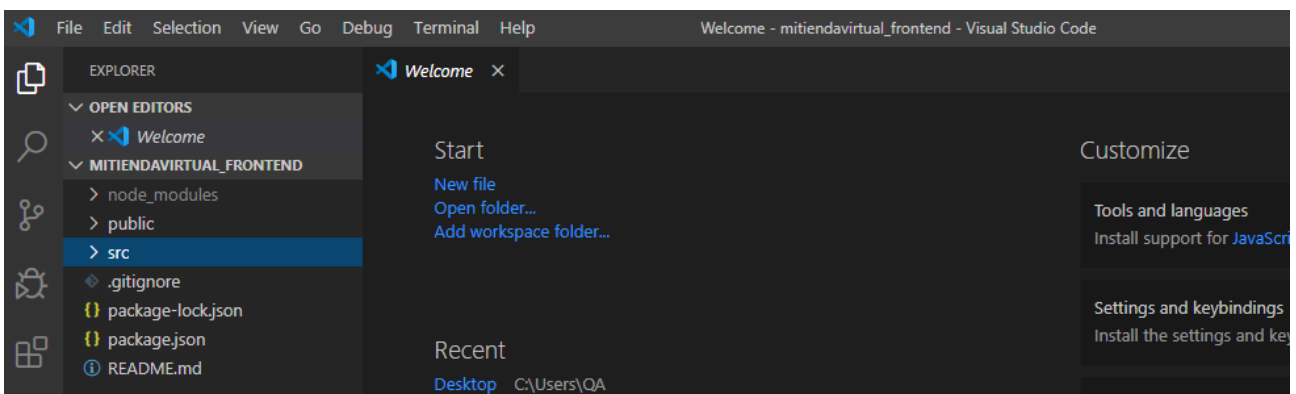 File Edit Selection View Go Debug Terminal Help Welcome - mitiendavirtual_frontend - Visual Studio Code
EXPLORER
OPEN EDITORS
Welcome
MITIENDAVIRTUAL_FRONTEND
node_modules
public
src
.gitignore
package-lock.json
package.json
README.md
Welcome
Start
New file
Open folder...
Add workspace folder...
Recent
Desktop C:\Users\QA
Customize
Tools and languages
Install support for JavaScri
Settings and keybindings
Install the settings and key